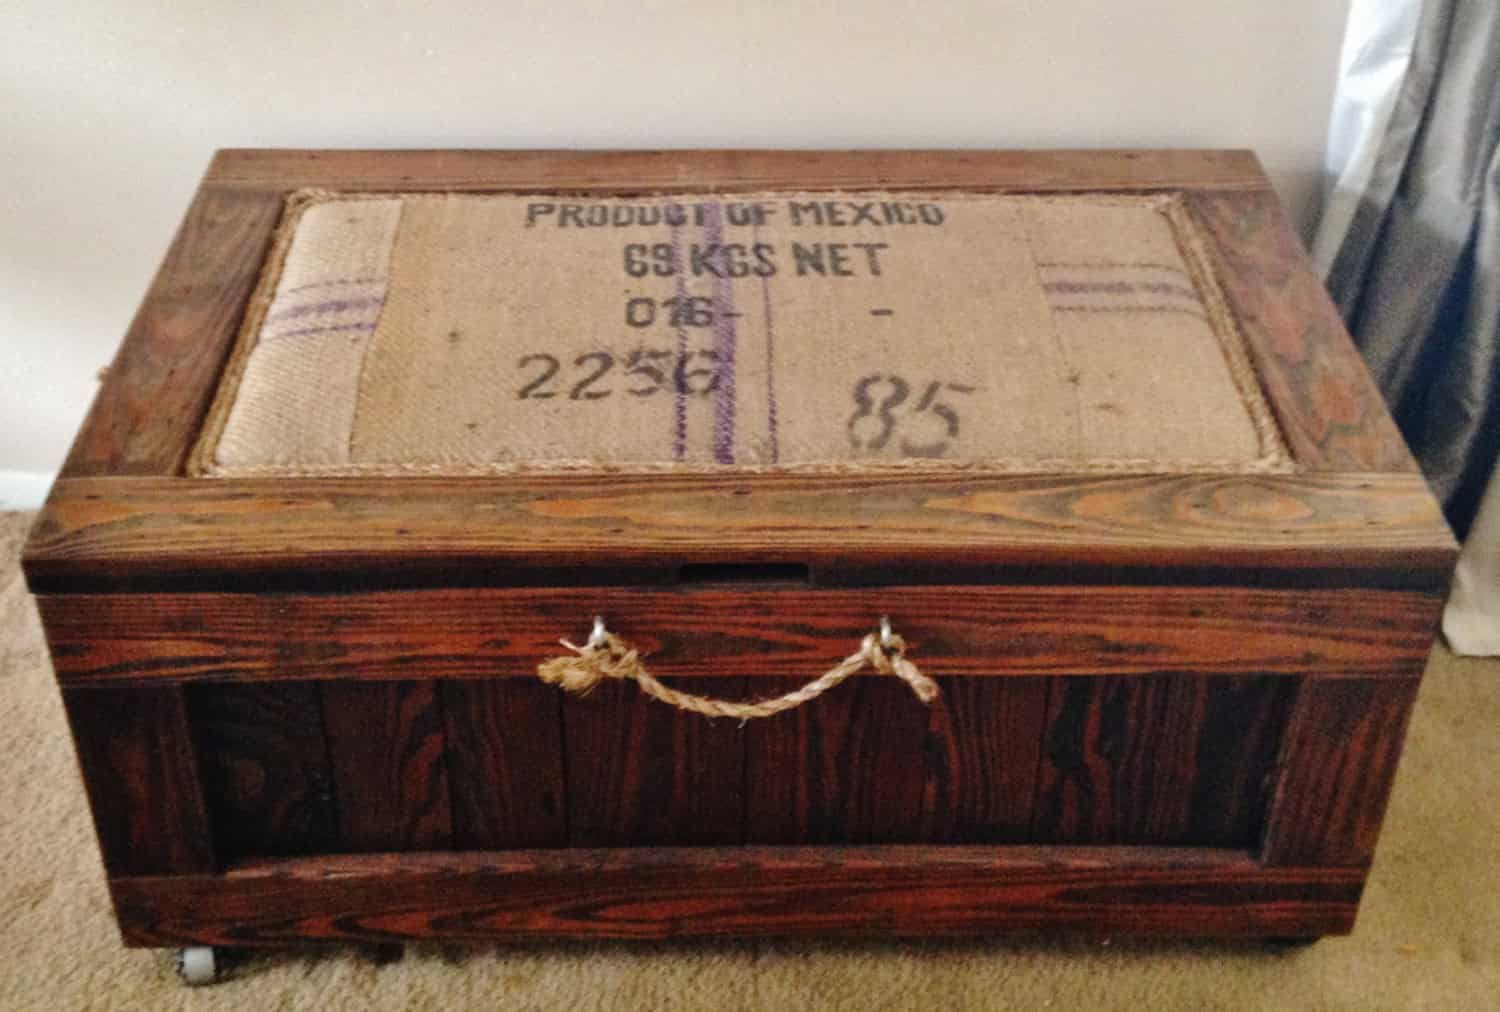 PRODUCT OF MEXICO
69 KGS NET
016- -
2256 85